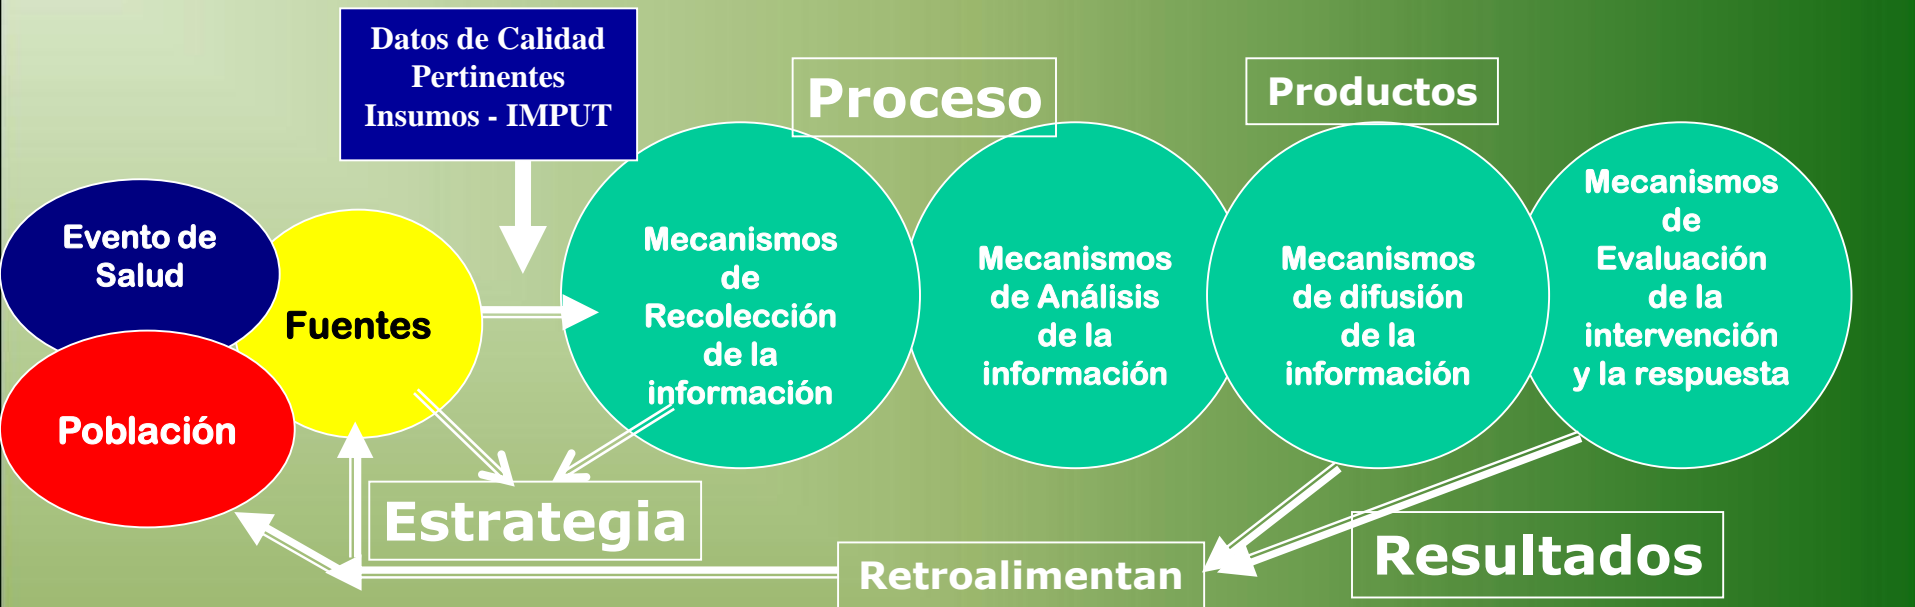 Datos de Calidad
Pertinentes
Insumos - IMPUT
Proceso
Productos
Evento de
Salud
Fuentes
Población
Mecanismos
de
Recolección
de la
información
Mecanismos
de Análisis
de la
información
Mecanismos
de difusión
de la
información
Mecanismos
de
Evaluación
de la
intervención
y la respuesta
Estrategia
Retroalimentan
Resultados